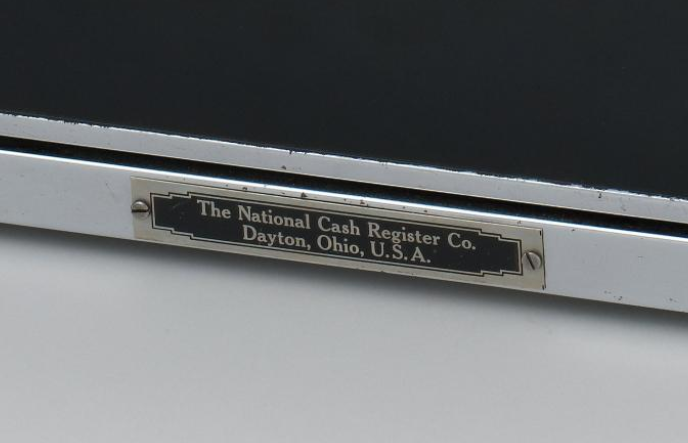 The National Cash Register Co.
Dayton, Ohio, U.S.A.